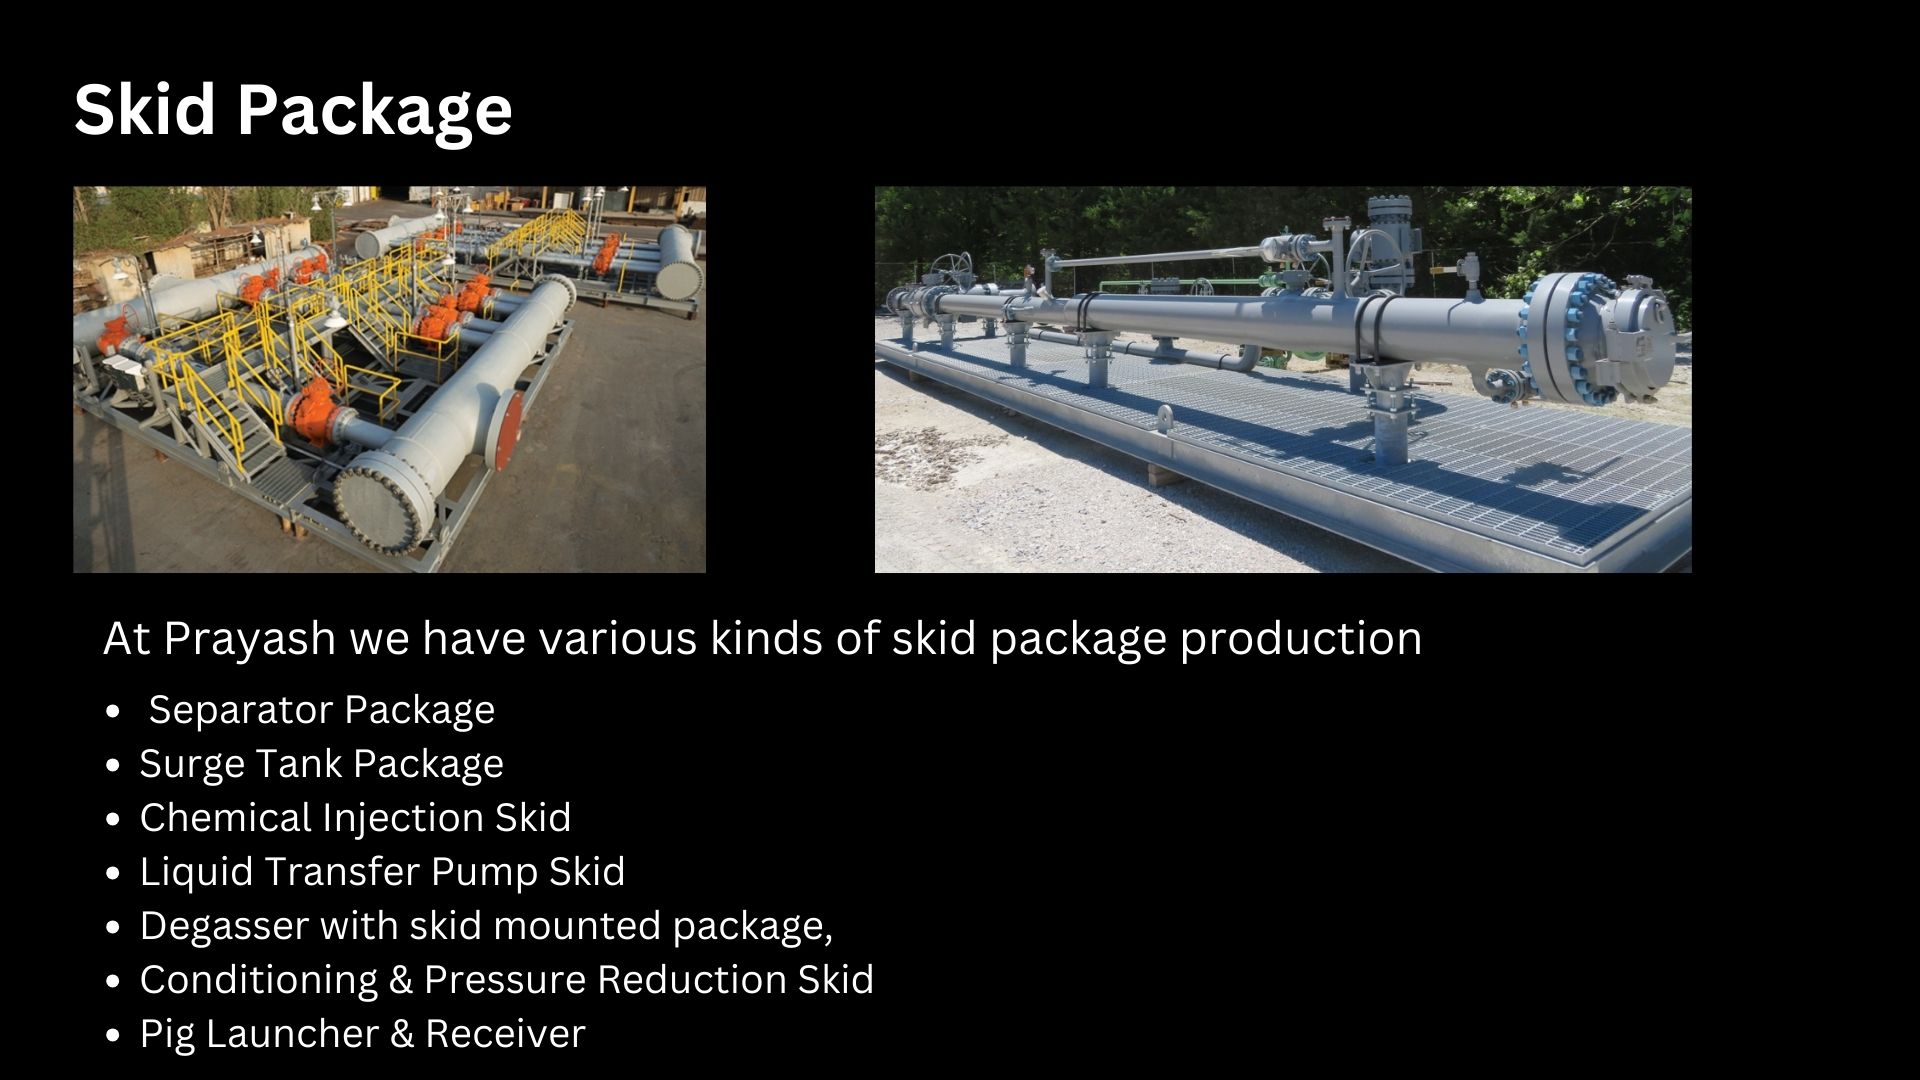 Skid Package
At Prayash we have various kinds of skid package production
• Separator Package
• Surge Tank Package
• Chemical Injection Skid
• Liquid Transfer Pump Skid
• Degasser with skid mounted package,
• Conditioning & Pressure Reduction Skid
• Pig Launcher & Receiver